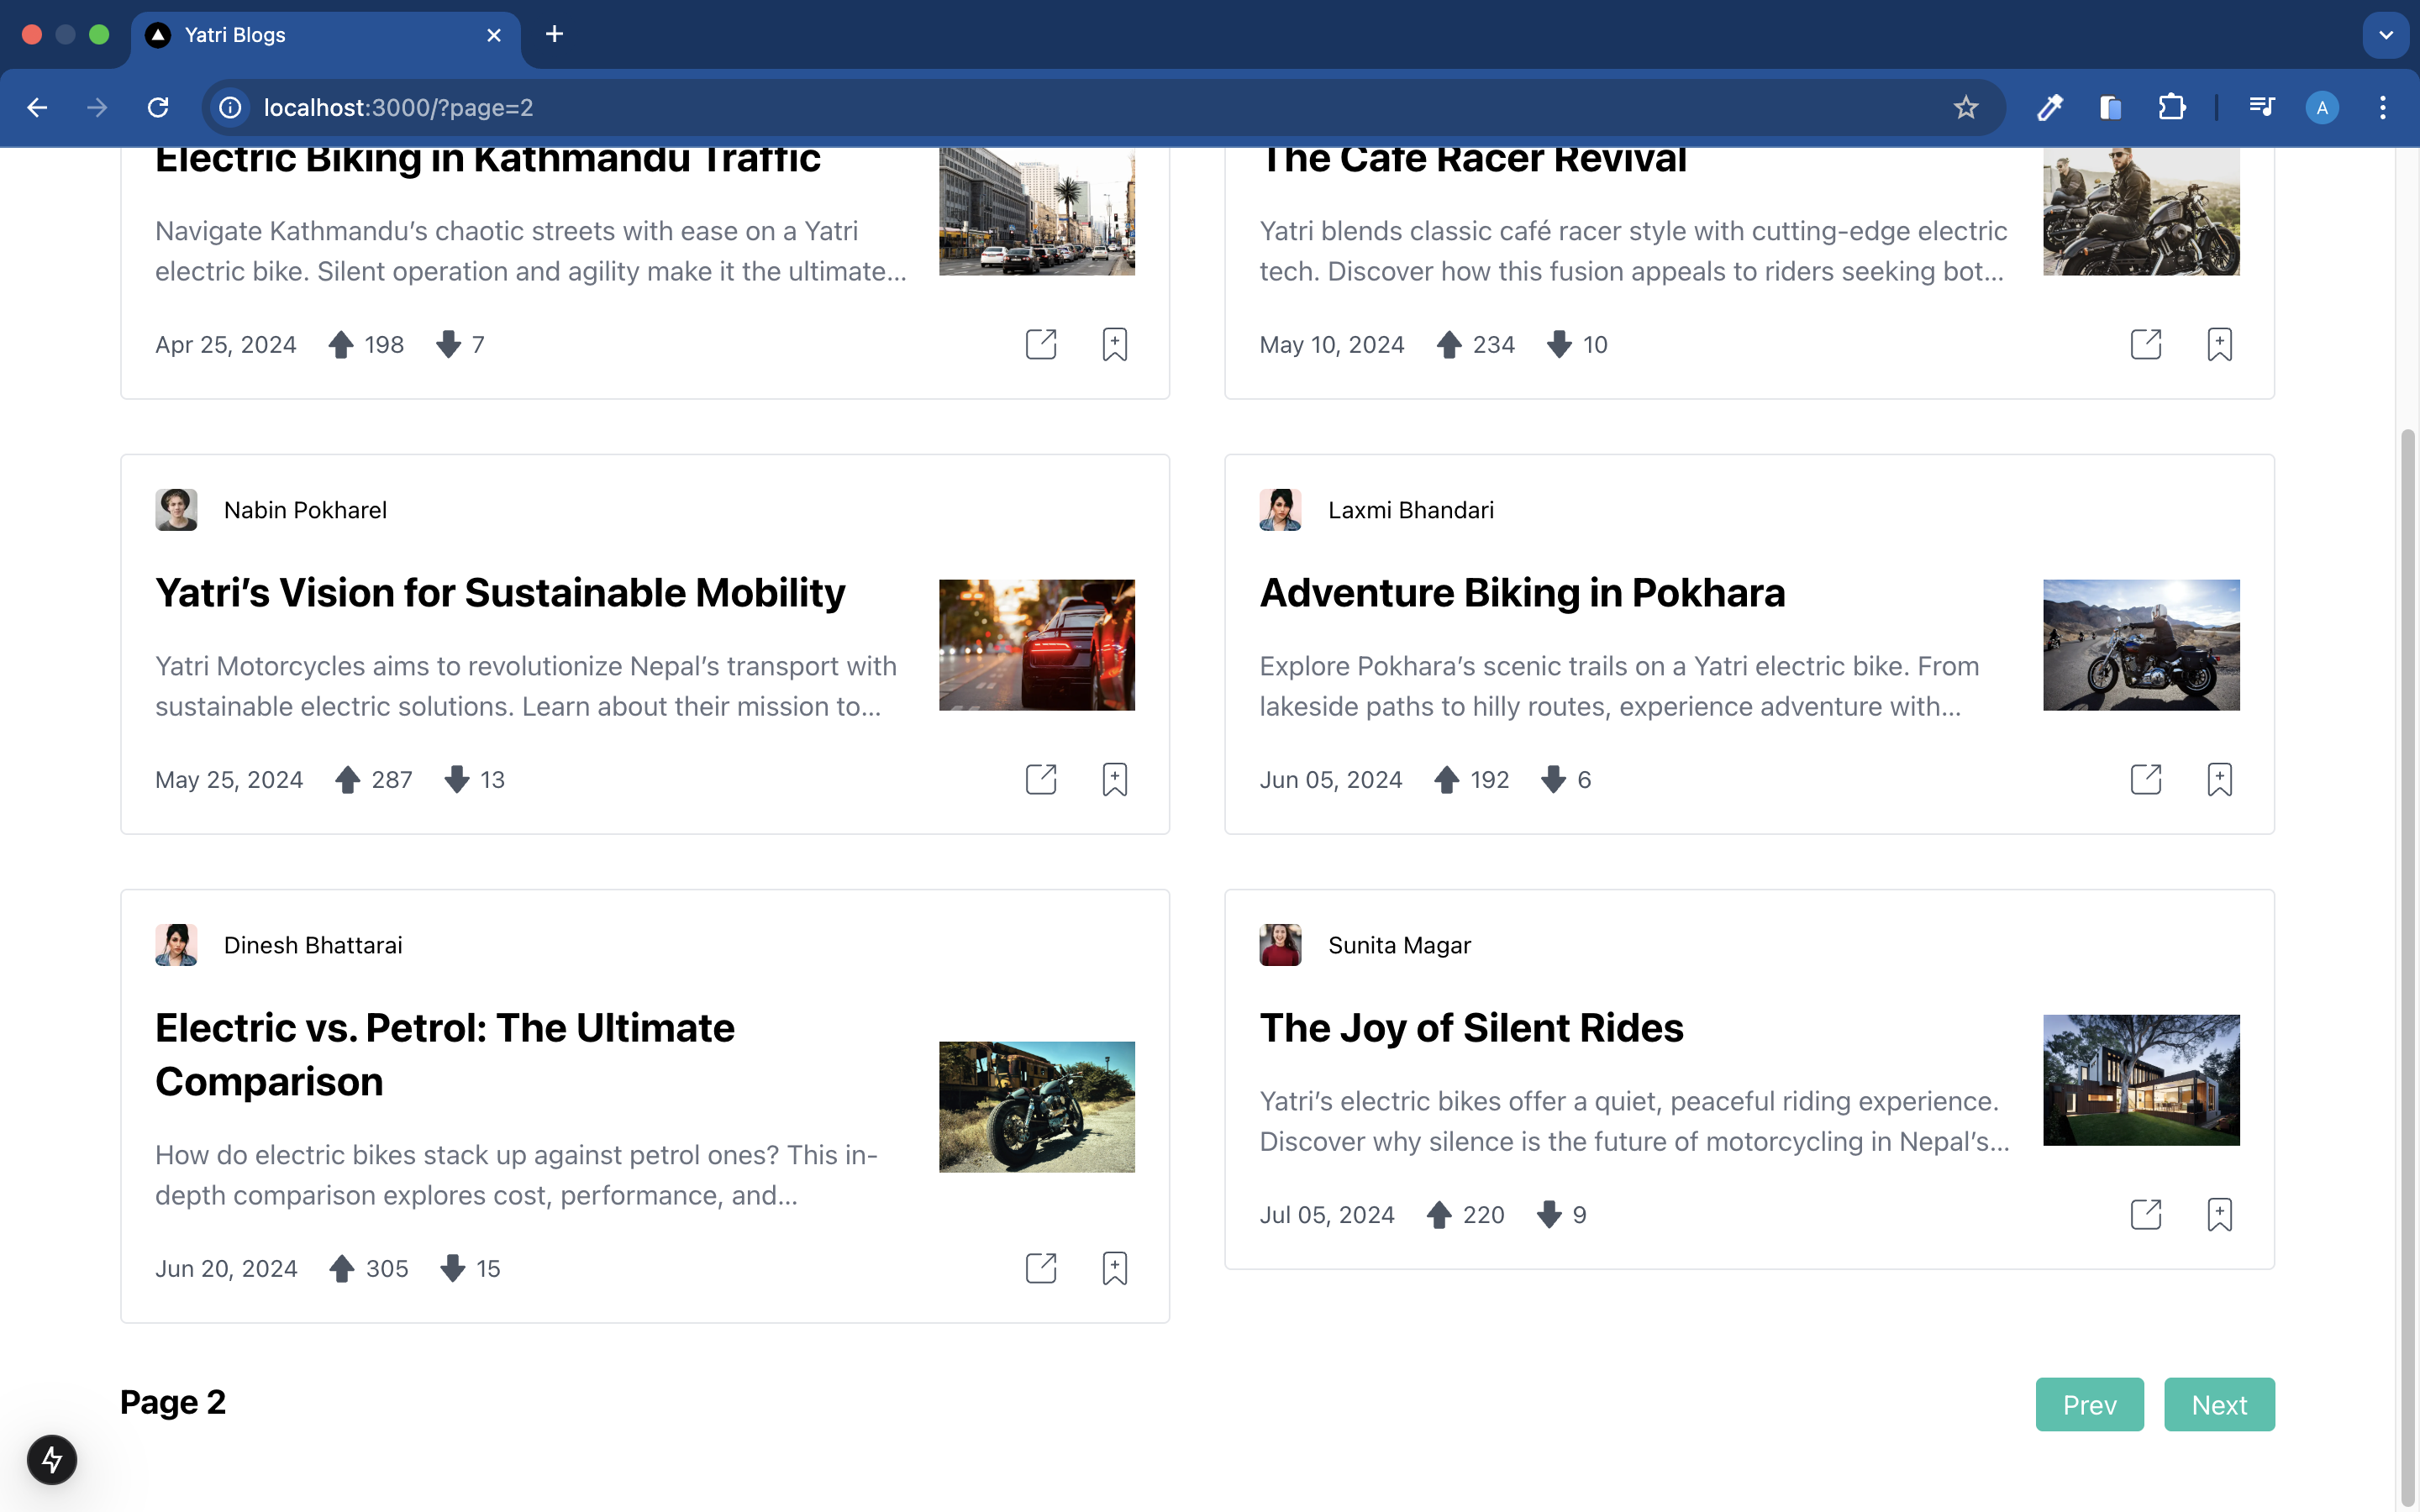 Yatri Blogs
localhost:3000/?page=2
A
Electric Biking in Kathmandu Traffic
Navigate Kathmandu’s chaotic streets with ease on a Yatri
electric bike. Silent operation and agility make it the ultimate...
Apr 25, 2024 198 7
The Cafe Racer Revival
Yatri blends classic café racer style with cutting-edge electric
tech. Discover how this fusion appeals to riders seeking bot...
May 10, 2024 234 10
Nabin Pokharel
Yatri’s Vision for Sustainable Mobility
Yatri Motorcycles aims to revolutionize Nepal’s transport with
sustainable electric solutions. Learn about their mission to...
May 25, 2024 287 13
Laxmi Bhandari
Adventure Biking in Pokhara
Explore Pokhara’s scenic trails on a Yatri electric bike. From
lakeside paths to hilly routes, experience adventure with...
Jun 05, 2024 192 6
Dinesh Bhattarai
Electric vs. Petrol: The Ultimate
Comparison
How do electric bikes stack up against petrol ones? This in-
depth comparison explores cost, performance, and...
Jun 20, 2024 305 15
Sunita Magar
The Joy of Silent Rides
Yatri’s electric bikes offer a quiet, peaceful riding experience.
Discover why silence is the future of motorcycling in Nepal’s...
Jul 05, 2024 220 9
Page 2
Prev
Next